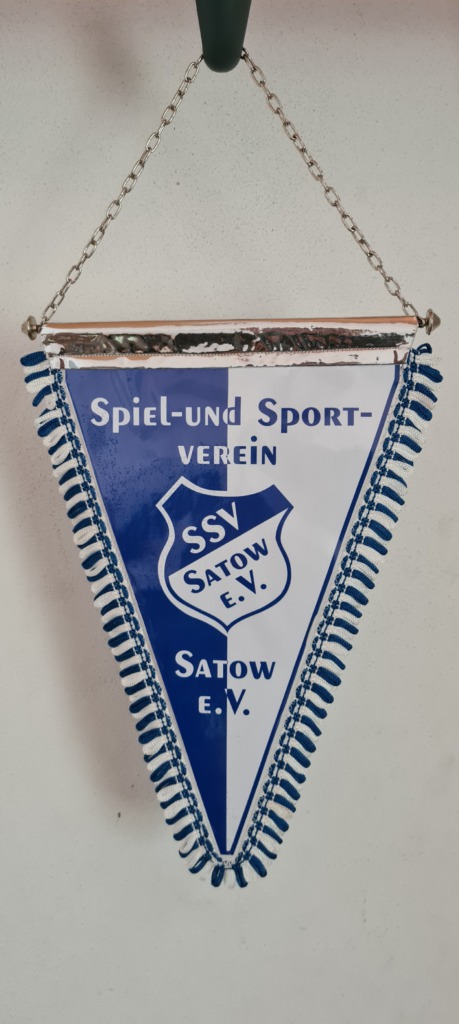 Spiel-und Sport-
verein
SSV
Satow
e.V.
Satow
e.V.